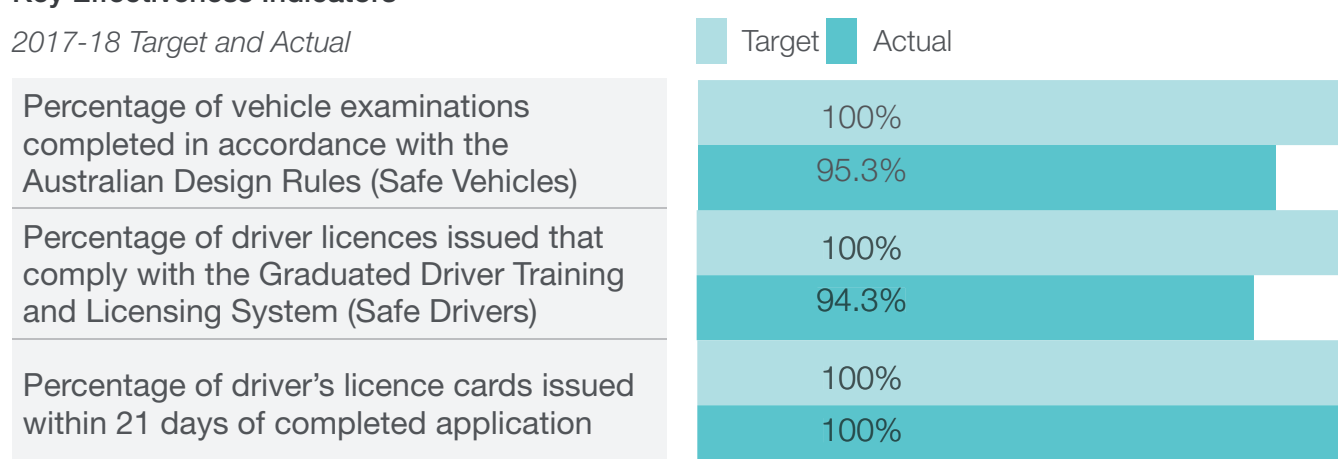 Key Effectiveness Indicators
2017-18 Target and Actual
Target Actual
Percentage of vehicle examinations
completed in accordance with the
Australian Design Rules (Safe Vehicles)
100%
95.3%
Percentage of driver licences issued that
comply with the Graduated Driver Training
and Licensing System (Safe Drivers)
100%
94.3%
Percentage of driver’s licence cards issued
within 21 days of completed application
100%
100%